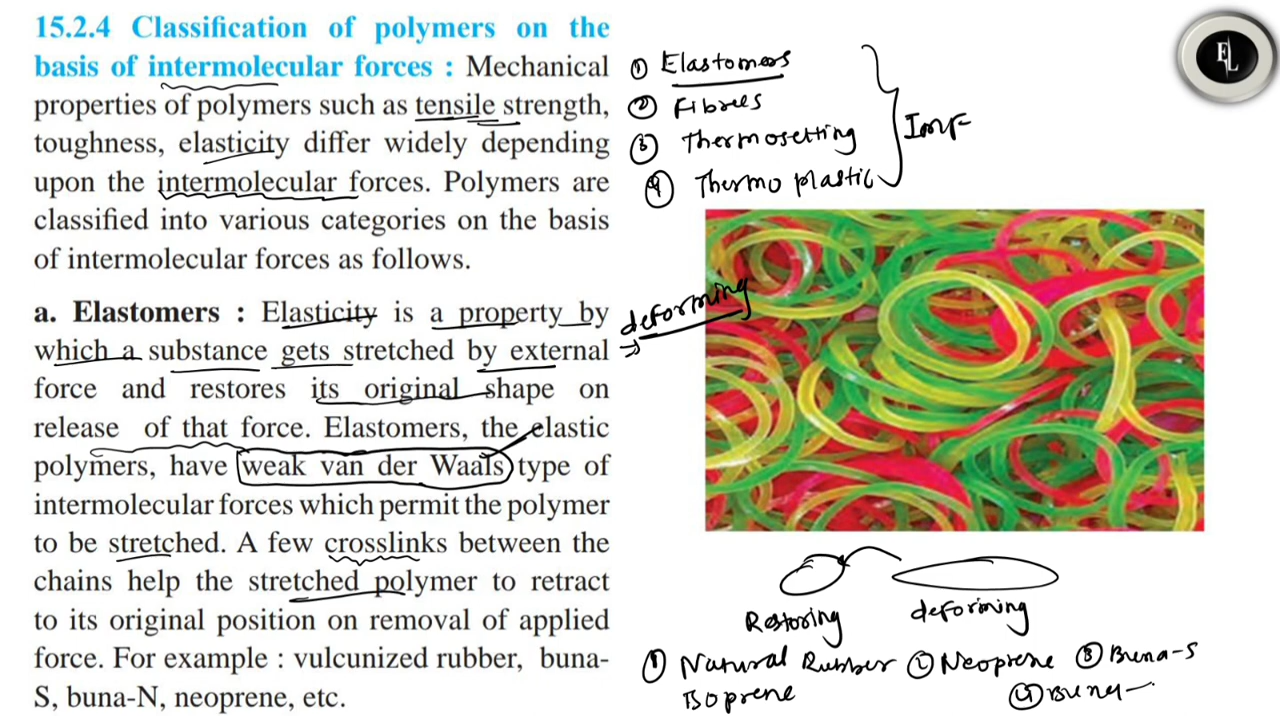 15.2.4 Classification of polymers on the
basis of intermolecular forces : Mechanical
properties of polymers such as tensile strength,
toughness, elasticity differ widely depending
upon the intermolecular forces. Polymers are
classified into various categories on the basis
of intermolecular forces as follows.
a. Elastomers : Elasticity is a property by
which a substance gets stretched by external
force and restores its original shape on
release of that force. Elastomers, the elastic
polymers, have weak van der Waals type of
intermolecular forces which permit the polymer
to be stretched. A few crosslinks between the
chains help the stretched polymer to retract
to its original position on removal of applied
force. For example : vulcunized rubber, buna-
S, buna-N, neoprene, etc.
① Elastomers
② Fibres
③ Thermosetting
④ Thermo plastic
IMF
EL
deforming
Restoring deforming
① Natural Rubber ② Neoprene ③ Buna-S
Isoprene ④ Buna-